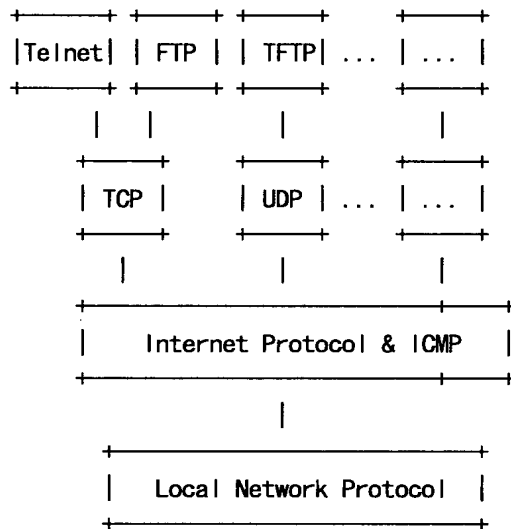 |Telnet| | FTP | | TFTP | ... | ... |
| TCP | | UDP | ... | ... |
| Internet Protocol & ICMP |
| Local Network Protocol |